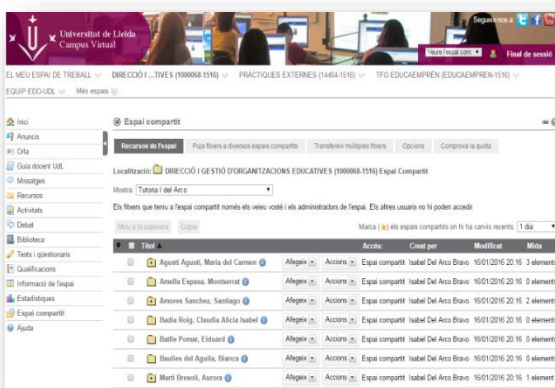 Segueix-nos a:
Universitat de Lleida
Campus Virtual
Veure l'espai com:
Final de sessió
EL MEU ESPAI DE TREBALL
DIRECCIÓ I ...TIVES (1000068-1516)
PRÀCTIQUES EXTERNES (14464-1516)
TFG EDUCAEMPRÈN (EDUCAEMPREN-1516)
EQUIP EDO-UDL
Més espais
Inici
Anuncis
Orla
Guia docent UdL
Missatges
Recursos
Activitats
Debat
Biblioteca
Tests i qüestionaris
Qualificacions
Informació de l'espai
Estadístiques
Espai compartit
Ajuda
Espai compartit
Recursos de l'espai
Puja fitxers a diversos espais compartits
Transfereix múltiples fitxers
Opcions
Comprova la quota
Localització: DIRECCIÓ I GESTIÓ D'ORGANITZACIONS EDUCATIVES (1000068-1516) Espai Compartit
Mostra: Tutoria I del Arco
Els fitxers que teniu a l'espai compartit només els veieu vosté i els administradors de l'espai. Els altres usuaris no hi poden accedir.
Mou a la paperera Copia
Marca (★) els espais compartits on hi ha canvis recents: 1 dia
Títol Accés: Creat per Modificat Mida
Agustí Agustí, Maria del Carmen Afegeix Accions Espai compartit Isabel Del Arco Bravo 16/01/2016 20:16 3 elements
Amella Espasa, Montserrat Afegeix Accions Espai compartit Isabel Del Arco Bravo 16/01/2016 20:16 0 elements
Amores Sanchez, Santiago Afegeix Accions Espai compartit Isabel Del Arco Bravo 16/01/2016 20:16 2 elements
Badia Roig, Claudia Alicia Isabel Afegeix Accions Espai compartit Isabel Del Arco Bravo 16/01/2016 20:16 0 elements
Batlle Pomar, Eduard Afegeix Accions Espai compartit Isabel Del Arco Bravo 16/01/2016 20:16 0 elements
Baulies del Aguila, Bianca Afegeix Accions Espai compartit Isabel Del Arco Bravo 16/01/2016 20:16 0 elements
Marti Bresolí, Aurora Afegeix Accions Espai compartit Isabel Del Arco Bravo 16/01/2016 20:16 1 element